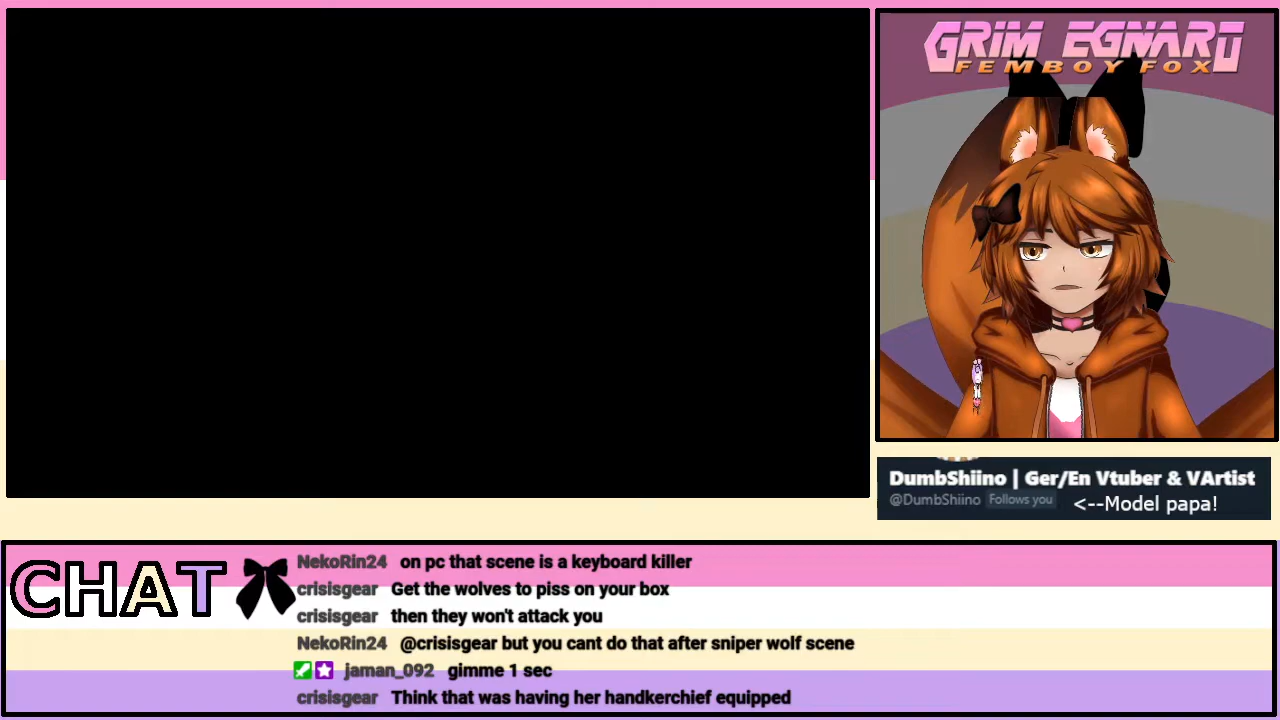 GRIM EGNART
FEMBOY FOX
DumbShiino | Ger/En Vtuber & VArtist
@DumbShiino Follows you <--Model papa!
CHAT
NekoRin24 on pc that scene is a keyboard killer
crisisgear Get the wolves to piss on your box
crisisgear then they won't attack you
NekoRin24 @crisisgear but you cant do that after sniper wolf scene
jaman_092 gimme 1 sec
crisisgear Think that was having her handkerchief equipped